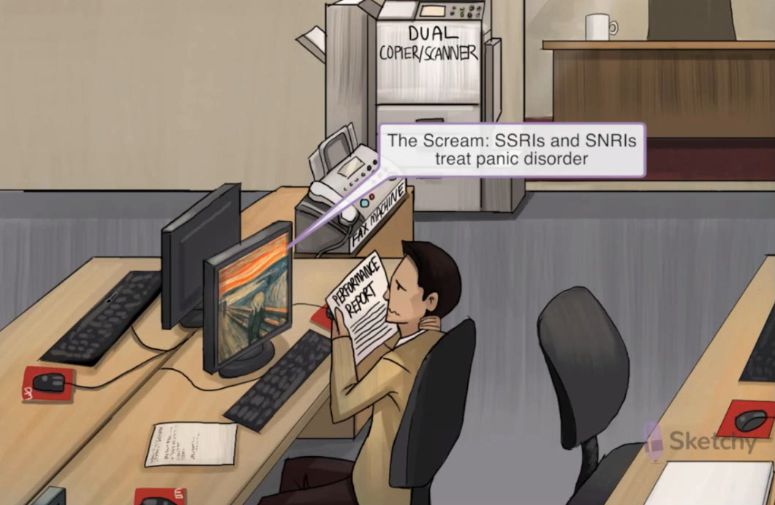 DUAL
COPIER/SCANNER
The Scream: SSRIs and SNRIs
treat panic disorder
FAX MACHINE
PERFORMANCE
REPORT
Sketchy